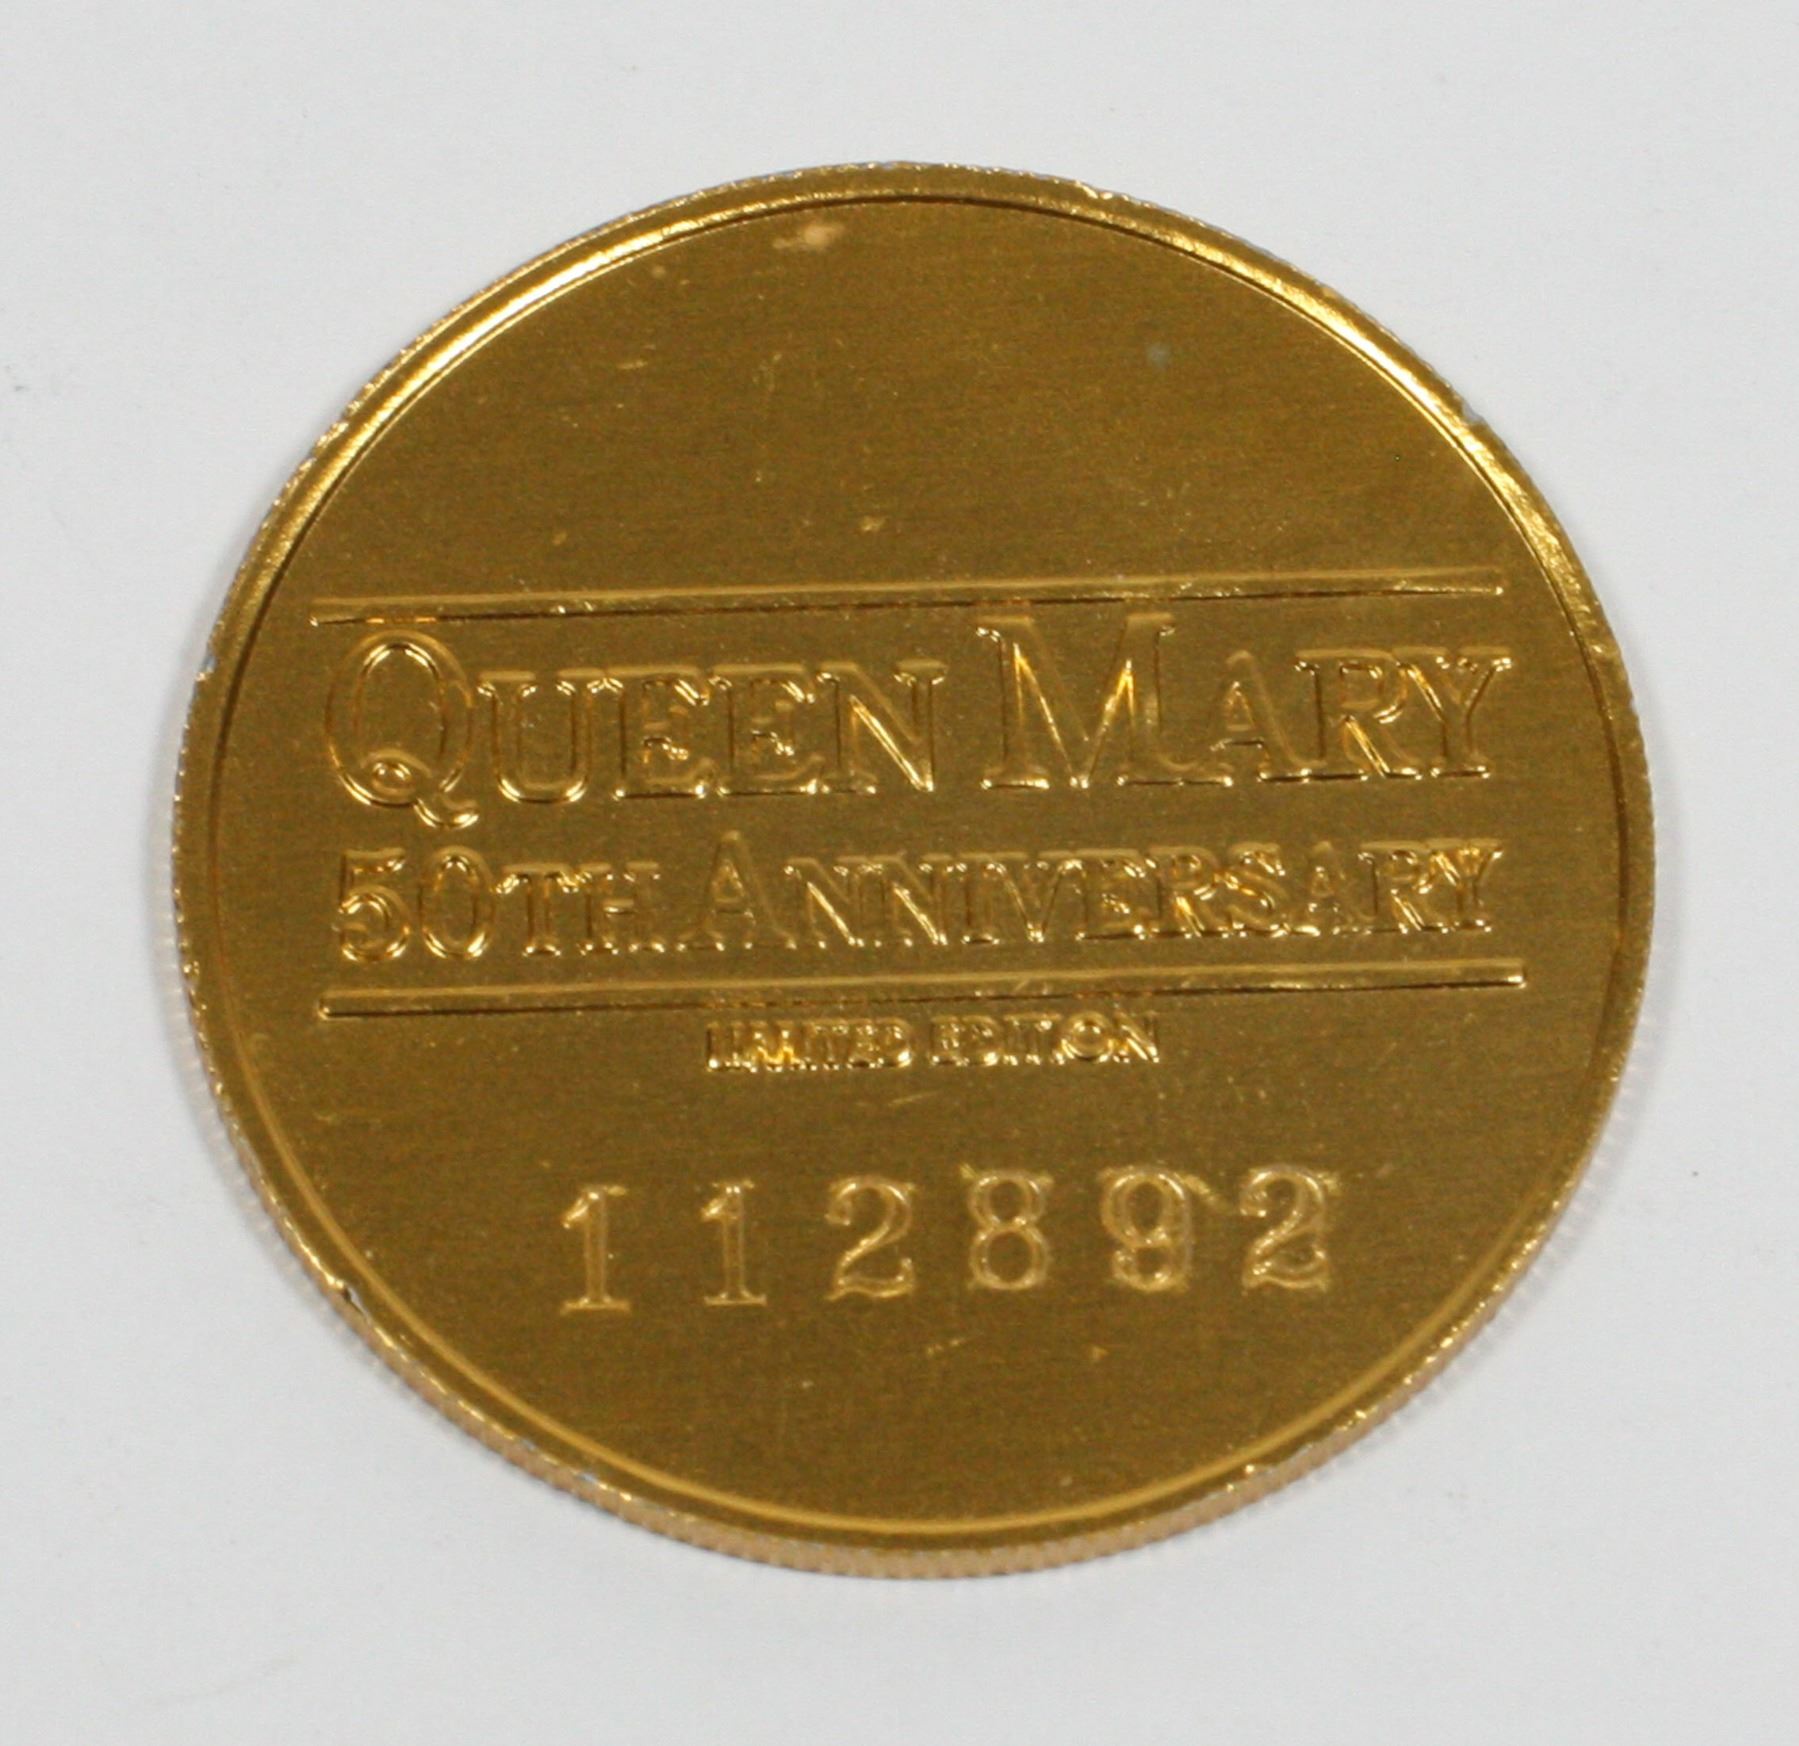 QUEEN MARY
50TH ANNIVERSARY
LIMITED EDITION
112892